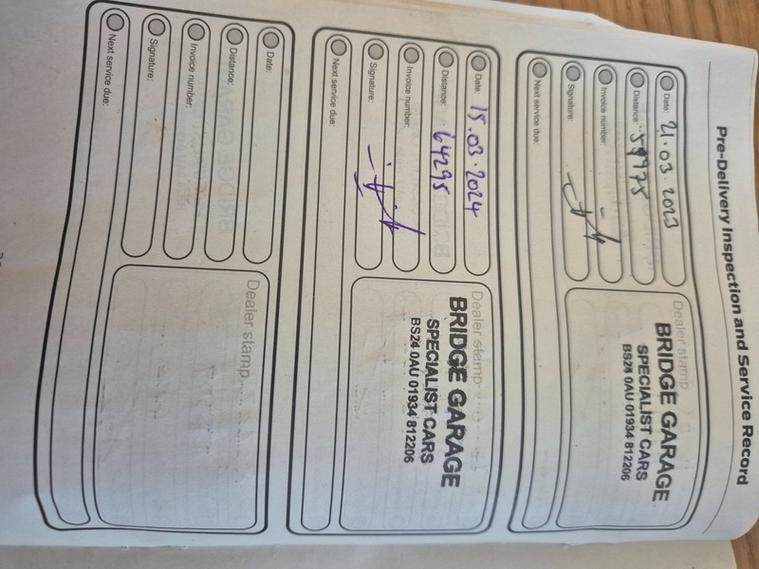 Pre-Delivery Inspection and Service Record
Date: 21.03.2023
Distance: 59975
Invoice number: -
Signature:
Next service due:
Dealer stamp
BRIDGE GARAGE
SPECIALIST CARS
BS24 0AU 01934 812206
Date: 15.03.2024
Distance: 64295
Invoice number:
Signature:
Next service due:
Dealer stamp
BRIDGE GARAGE
SPECIALIST CARS
BS24 0AU 01934 812206
Date:
Distance:
Invoice number:
Signature:
Next service due:
Dealer stamp